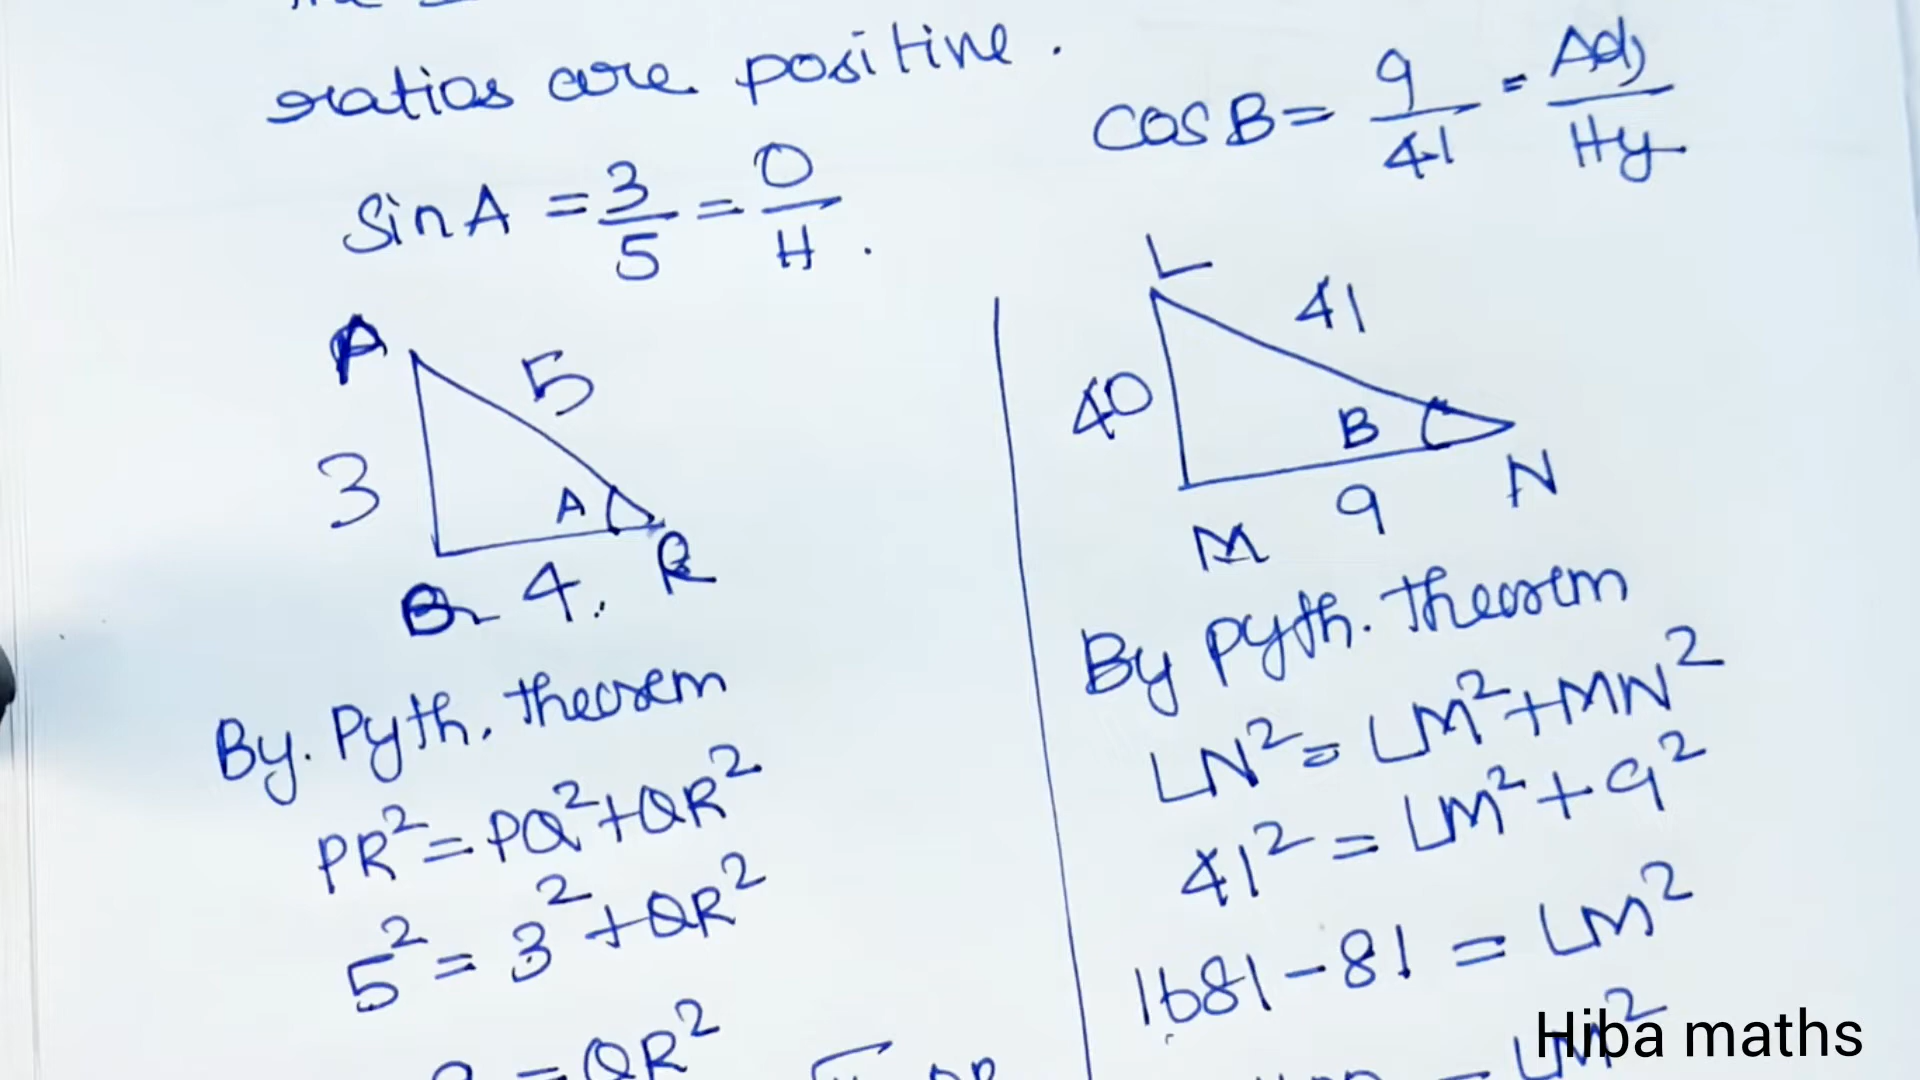 ratios are positive.
sin A = 3/5 = O/H.
P
5
3
A
Q 4. R
By. Pyth. theorem
PR² = PQ² + QR²
5² = 3² + QR²
= QR²
cos B = 9/41 = Adj/Hy
L
41
40
B
9
N
M
By pyth. theorem
LN² = LM² + MN²
41² = LM² + 9²
1681 - 81 = LM²
= LM²
Hiba maths